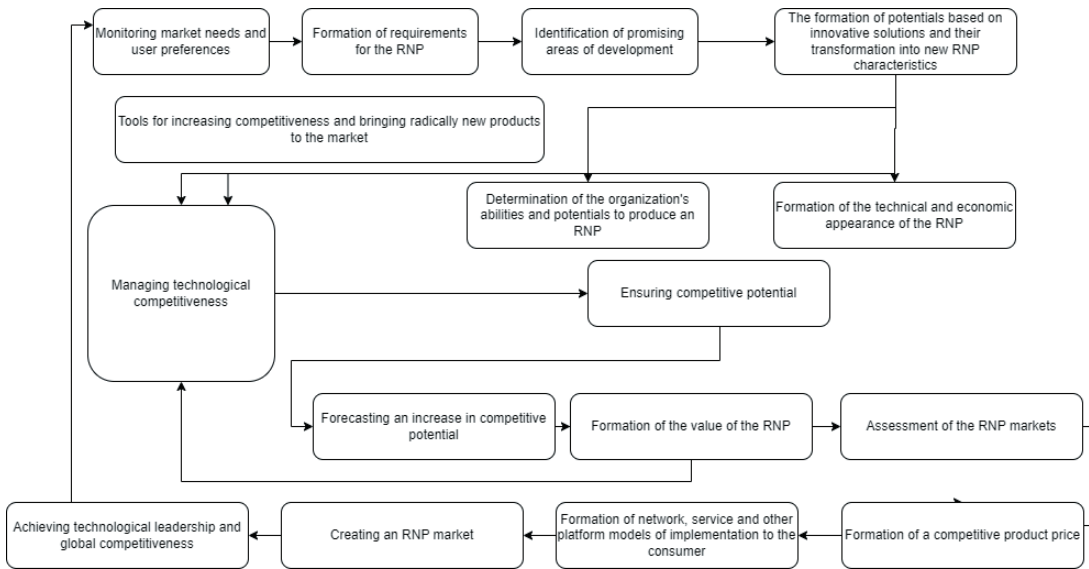 Monitoring market needs and
user preferences
Formation of requirements
for the RNP
Identification of promising
areas of development
The formation of potentials based on
innovative solutions and their
transformation into new RNP
characteristics
Tools for increasing competitiveness and bringing radically new products
to the market
Determination of the organization's
abilities and potentials to produce an
RNP
Formation of the technical and economic
appearance of the RNP
Managing technological
competitiveness
Ensuring competitive potential
Forecasting an increase in competitive
potential
Formation of the value of the RNP
Assessment of the RNP markets
Achieving technological leadership and
global competitiveness
Creating an RNP market
Formation of network, service and other
platform models of implementation to the
consumer
Formation of a competitive product price